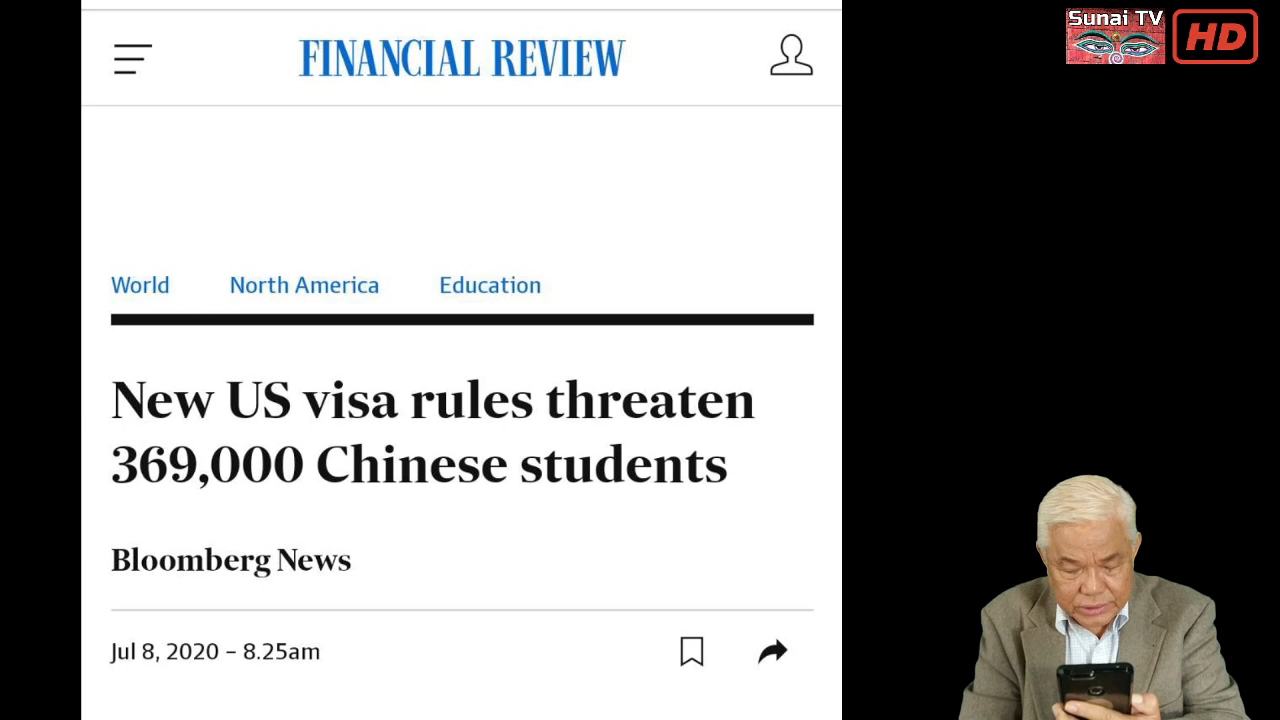 Sunai TV
HD
FINANCIAL REVIEW
World North America Education
New US visa rules threaten
369,000 Chinese students
Bloomberg News
Jul 8, 2020 – 8.25am